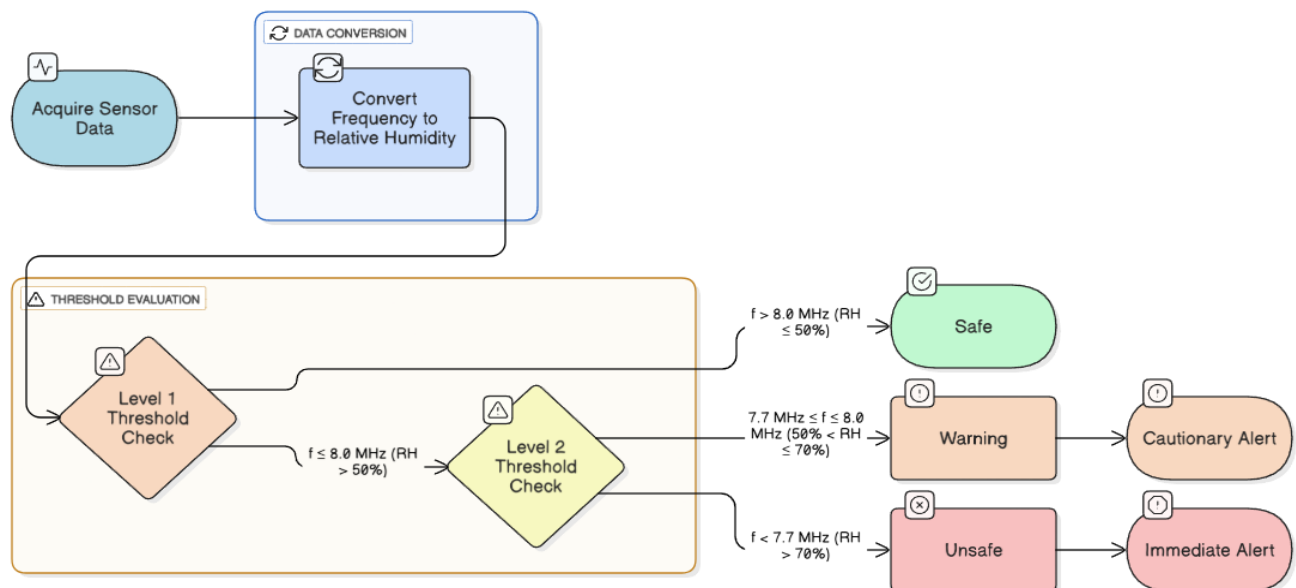 DATA CONVERSION
Acquire Sensor
Data
Convert
Frequency to
Relative Humidity
THRESHOLD EVALUATION
Level 1
Threshold
Check
f > 8.0 MHz (RH
≤ 50%)
Safe
f ≤ 8.0 MHz (RH
> 50%)
Level 2
Threshold
Check
7.7 MHz ≤ f ≤ 8.0
MHz (50% < RH
≤ 70%)
Warning
Cautionary Alert
f < 7.7 MHz (RH
> 70%)
Unsafe
Immediate Alert